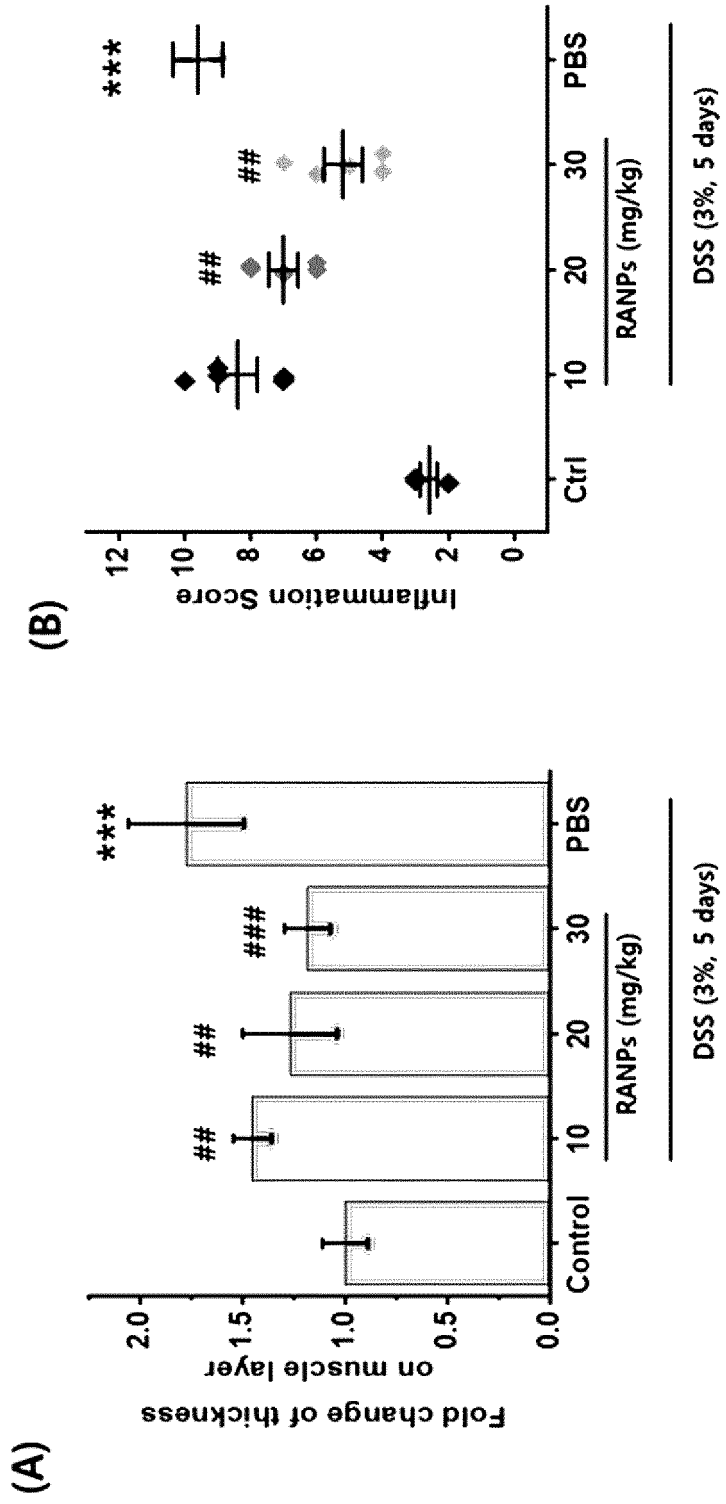 (A)
Fold change of thickness
on muscle layer
2.0
1.5
1.0
0.5
0.0
***
##
##
###
Control
10
20
30
PBS
RANPs (mg/kg)
DSS (3%, 5 days)
(B)
Inflammation Score
12
10
8
6
4
2
0
##
##
***
Ctrl
10
20
30
PBS
RANPs (mg/kg)
DSS (3%, 5 days)